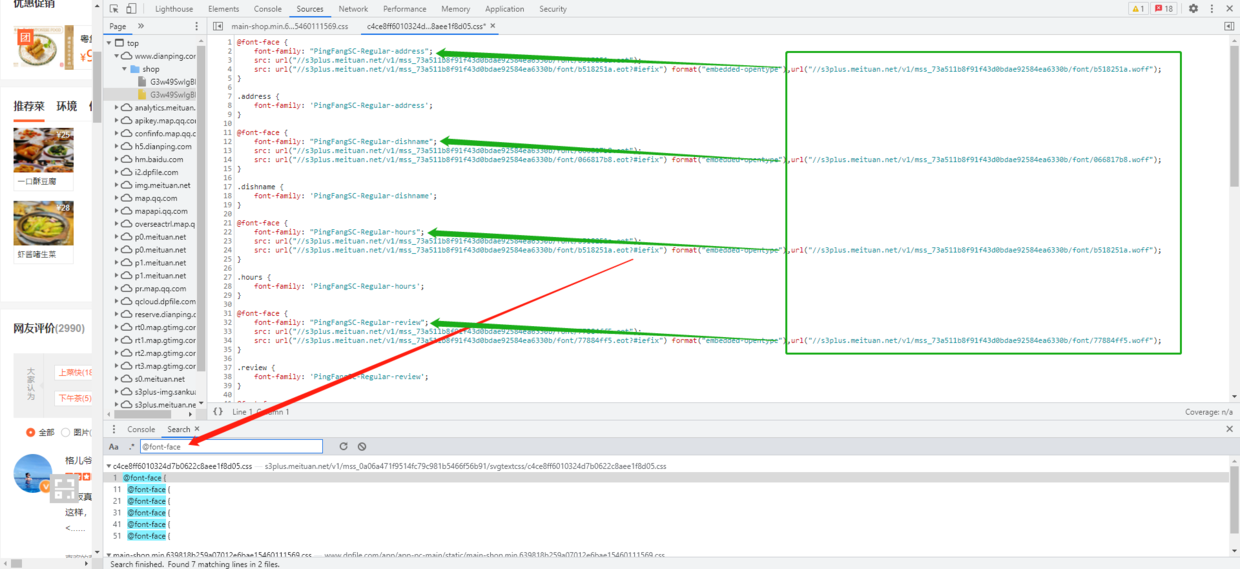 优惠促销
团
粤
¥9
推荐菜 环境
¥25
一口酥豆腐
¥28
虾酱啫生菜
网友评价(2990)
大家认为
上菜快(18
下午茶(5)
全部 图片(
格儿爷
这样,
<......
Lighthouse Elements Console Sources Network Performance Memory Application Security
1 18
Page »
main-shop.min.6...5460111569.css c4ce8ff6010324d...8aee1f8d05.css* ×
top
www.dianping.com
shop
G3w49SwIgBl
G3w49SwIgBl
analytics.meituan.
apikey.map.qq.co
confinfo.map.qq.c
h5.dianping.com
hm.baidu.com
i2.dpfile.com
img.meituan.net
map.qq.com
mapapi.qq.com
overseactrl.map.q
p0.meituan.net
p0.meituan.net
p1.meituan.net
p1.meituan.net
pr.map.qq.com
qcloud.dpfile.com
reserve.dianping.c
rt0.map.gtimg.com
rt1.map.gtimg.com
rt2.map.gtimg.com
rt3.map.gtimg.com
s0.meituan.net
s3plus-img.sankua
s3plus.meituan.ne
1 @font-face {
2 font-family: "PingFangSC-Regular-address";
3 src: url("//s3plus.meituan.net/v1/mss_73a511b8f91f43d0bdae92584ea6330b/font/b518251a.eot");
4 src: url("//s3plus.meituan.net/v1/mss_73a511b8f91f43d0bdae92584ea6330b/font/b518251a.eot?#iefix") format("embedded-opentype"),url("//s3plus.meituan.net/v1/mss_73a511b8f91f43d0bdae92584ea6330b/font/b518251a.woff");
5 }
6
7 .address {
8 font-family: 'PingFangSC-Regular-address';
9 }
10
11 @font-face {
12 font-family: "PingFangSC-Regular-dishname";
13 src: url("//s3plus.meituan.net/v1/mss_73a511b8f91f43d0bdae92584ea6330b/font/066817b8.eot");
14 src: url("//s3plus.meituan.net/v1/mss_73a511b8f91f43d0bdae92584ea6330b/font/066817b8.eot?#iefix") format("embedded-opentype"),url("//s3plus.meituan.net/v1/mss_73a511b8f91f43d0bdae92584ea6330b/font/066817b8.woff");
15 }
16
17 .dishname {
18 font-family: 'PingFangSC-Regular-dishname';
19 }
20
21 @font-face {
22 font-family: "PingFangSC-Regular-hours";
23 src: url("//s3plus.meituan.net/v1/mss_73a511b8f91f43d0bdae92584ea6330b/font/b518251a.eot");
24 src: url("//s3plus.meituan.net/v1/mss_73a511b8f91f43d0bdae92584ea6330b/font/b518251a.eot?#iefix") format("embedded-opentype"),url("//s3plus.meituan.net/v1/mss_73a511b8f91f43d0bdae92584ea6330b/font/b518251a.woff");
25 }
26
27 .hours {
28 font-family: 'PingFangSC-Regular-hours';
29 }
30
31 @font-face {
32 font-family: "PingFangSC-Regular-review";
33 src: url("//s3plus.meituan.net/v1/mss_73a511b8f91f43d0bdae92584ea6330b/font/77884ff5.eot");
34 src: url("//s3plus.meituan.net/v1/mss_73a511b8f91f43d0bdae92584ea6330b/font/77884ff5.eot?#iefix") format("embedded-opentype"),url("//s3plus.meituan.net/v1/mss_73a511b8f91f43d0bdae92584ea6330b/font/77884ff5.woff");
35 }
36
37 .review {
38 font-family: 'PingFangSC-Regular-review';
39 }
40
{} Line 1, Column 1
Coverage: n/a
Console Search ×
Aa .* @font-face
c4ce8ff6010324d7b0622c8aee1f8d05.css — s3plus.meituan.net/v1/mss_0a06a471f9514fc79c981b5466f56b91/svgtextcss/c4ce8ff6010324d7b0622c8aee1f8d05.css
1 @font-face {
11 @font-face {
21 @font-face {
31 @font-face {
41 @font-face {
51 @font-face {
main-shop.min.639818b259a07012e6bae15460111569.css — www.dpfile.com/app/app-pc-main/static/main-shop.min.639818b259a07012e6bae15460111569.css
Search finished. Found 7 matching lines in 2 files.